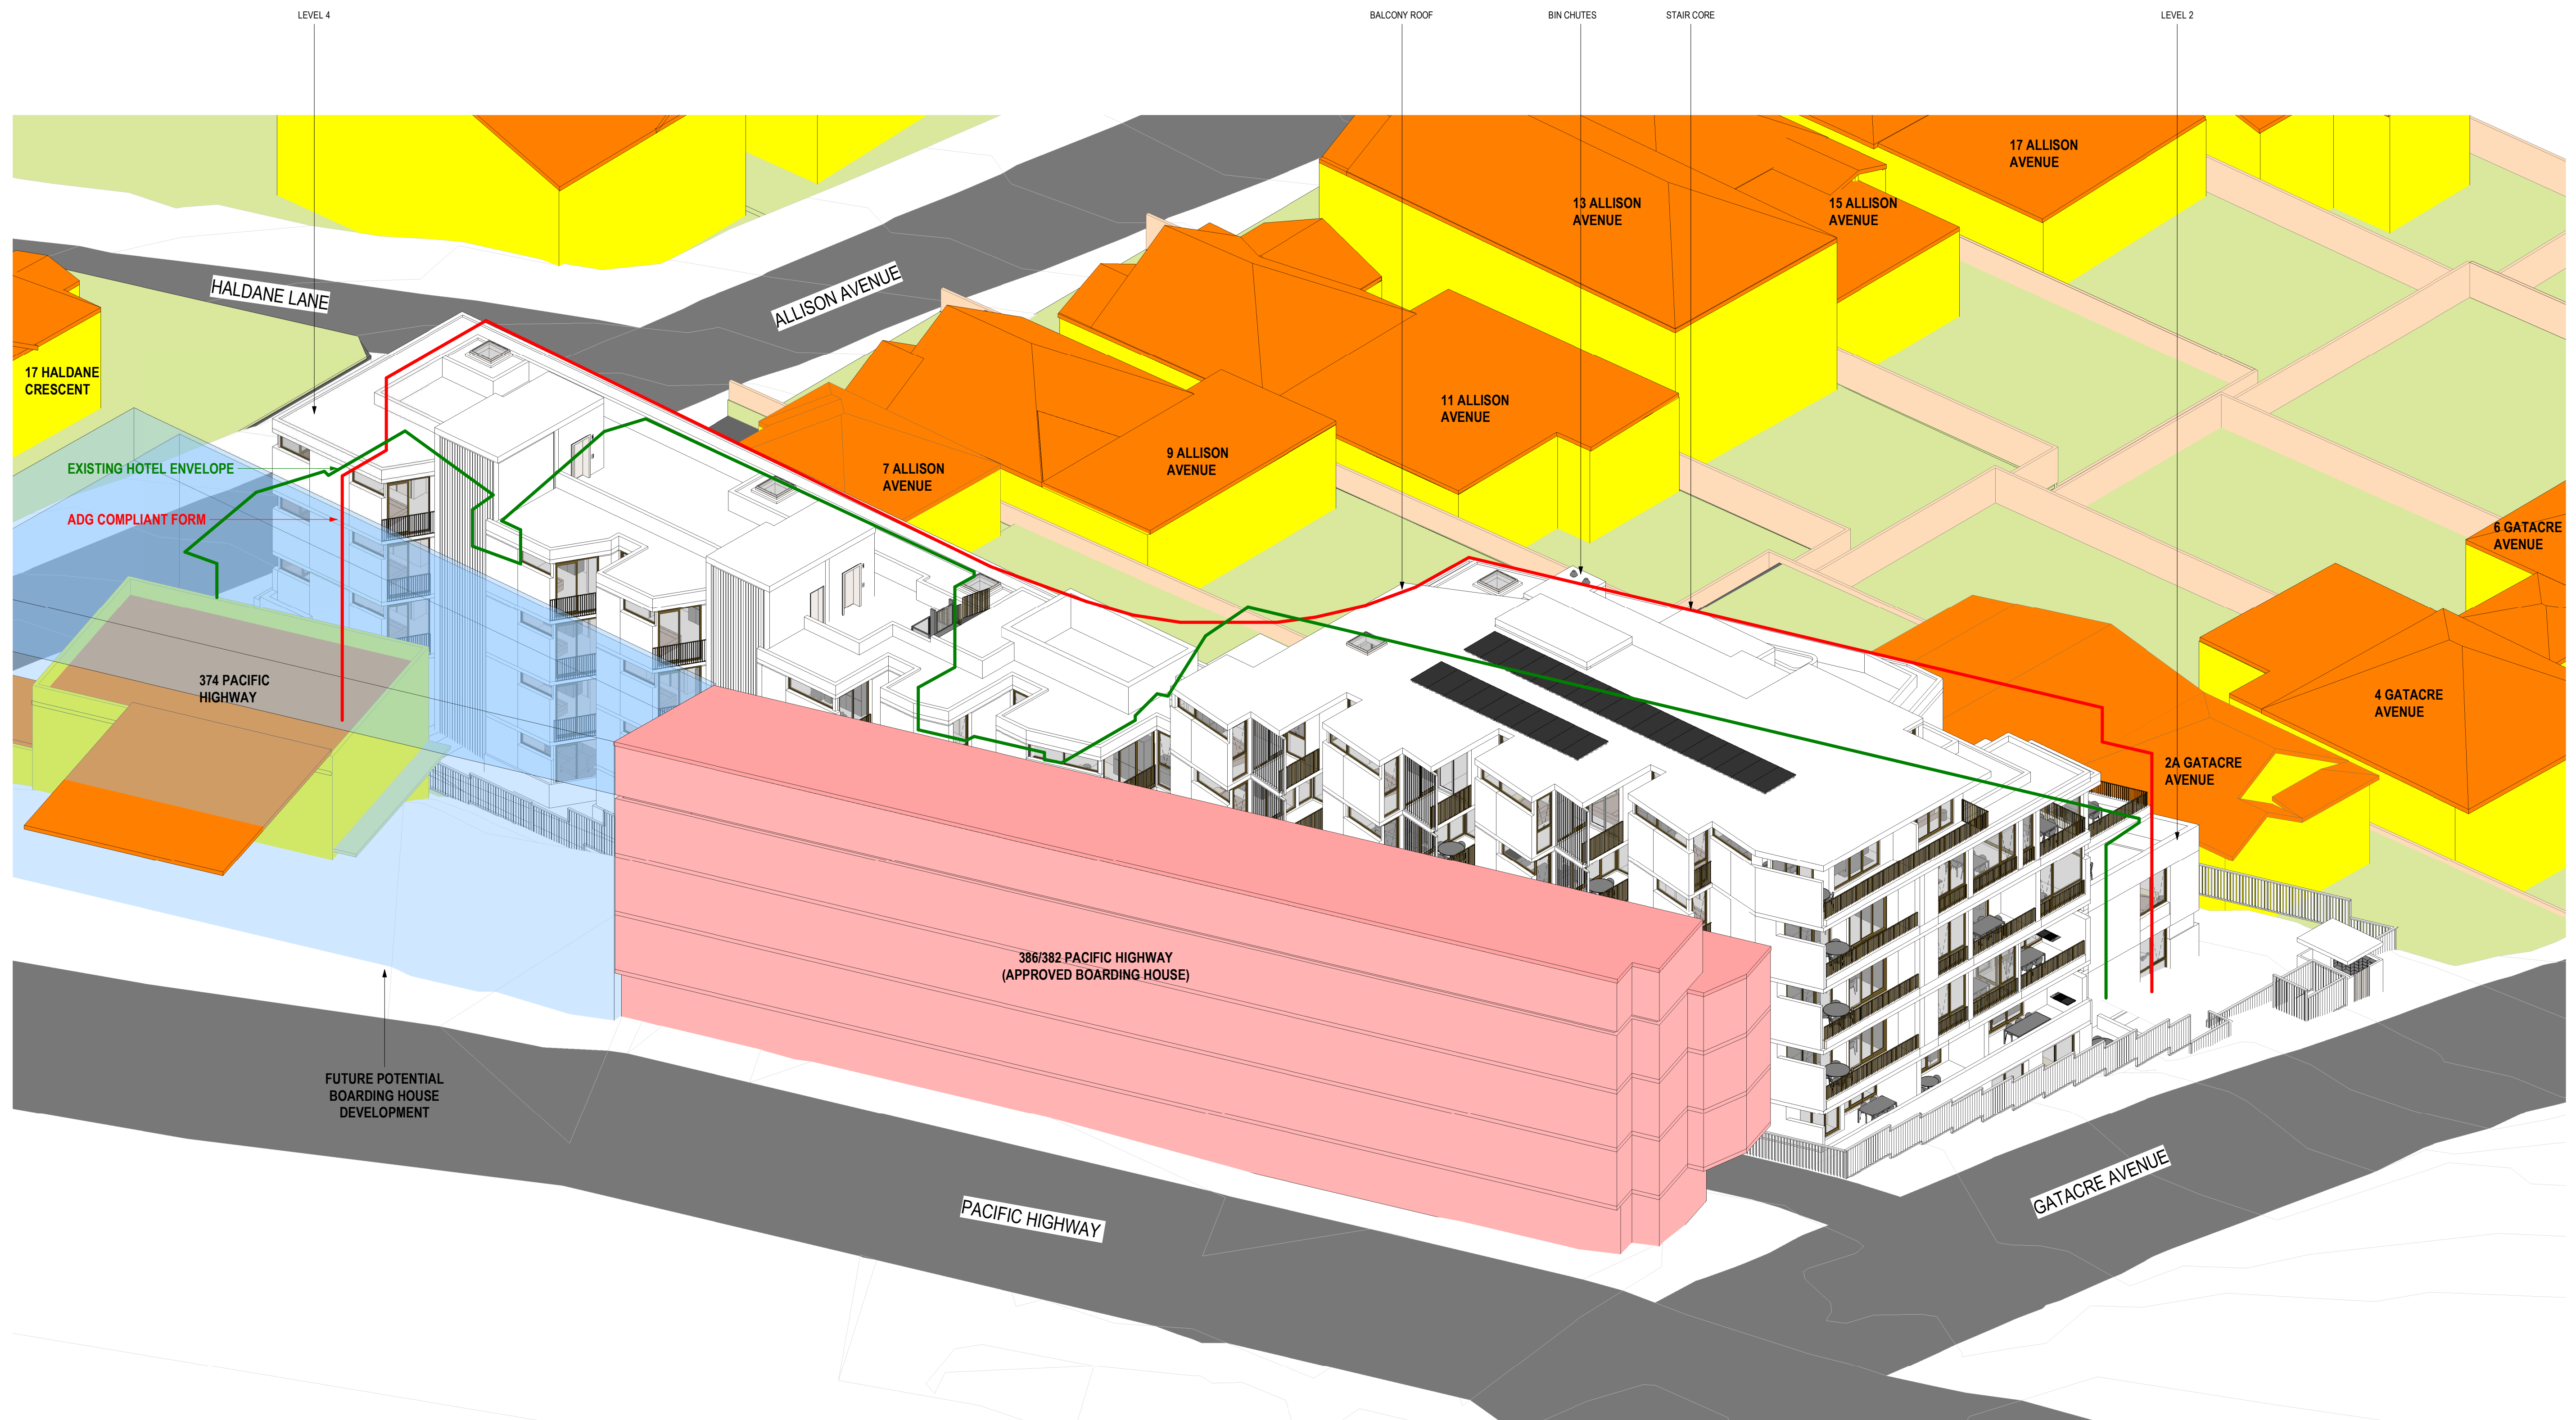 LEVEL 4
BALCONY ROOF
BIN CHUTES
STAIR CORE
LEVEL 2
17 ALLISON
AVENUE
13 ALLISON
AVENUE
15 ALLISON
AVENUE
HALDANE LANE
ALLISON AVENUE
17 HALDANE
CRESCENT
11 ALLISON
AVENUE
9 ALLISON
AVENUE
7 ALLISON
AVENUE
EXISTING HOTEL ENVELOPE
ADG COMPLIANT FORM
6 GATACRE
AVENUE
374 PACIFIC
HIGHWAY
4 GATACRE
AVENUE
2A GATACRE
AVENUE
386/382 PACIFIC HIGHWAY
(APPROVED BOARDING HOUSE)
FUTURE POTENTIAL
BOARDING HOUSE
DEVELOPMENT
PACIFIC HIGHWAY
GATACRE AVENUE